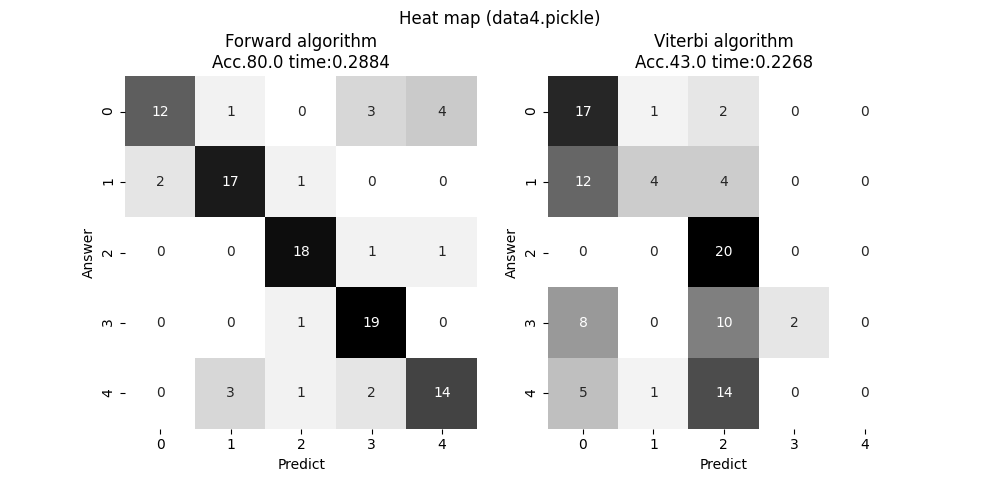 Heat map (data4.pickle)
Forward algorithm
Acc.80.0 time:0.2884
0 12 1 0 3 4
1 2 17 1 0 0
2 0 0 18 1 1
3 0 0 1 19 0
4 0 3 1 2 14
Answer
0 1 2 3 4
Predict
Viterbi algorithm
Acc.43.0 time:0.2268
0 17 1 2 0 0
1 12 4 4 0 0
2 0 0 20 0 0
3 8 0 10 2 0
4 5 1 14 0 0
Answer
0 1 2 3 4
Predict